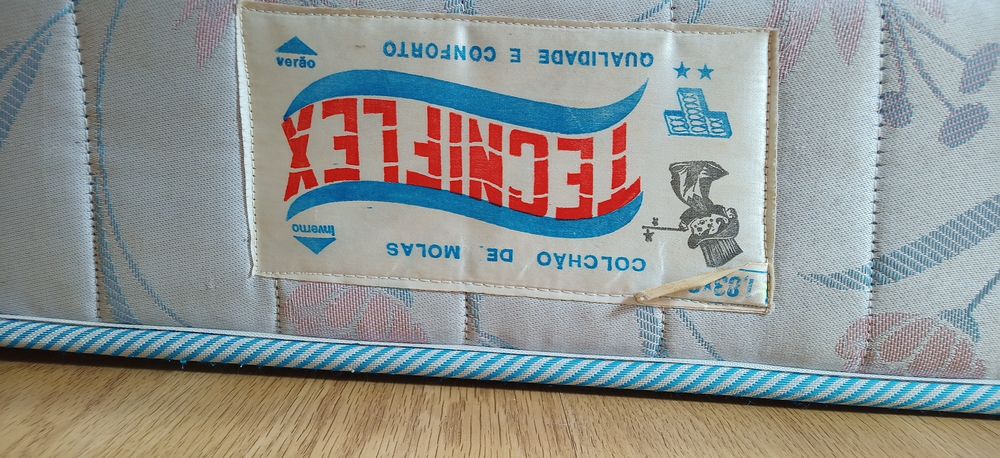 COLCHÃO DE MOLAS
inverno
TECNIFLEX
QUALIDADE E CONFORTO
verão